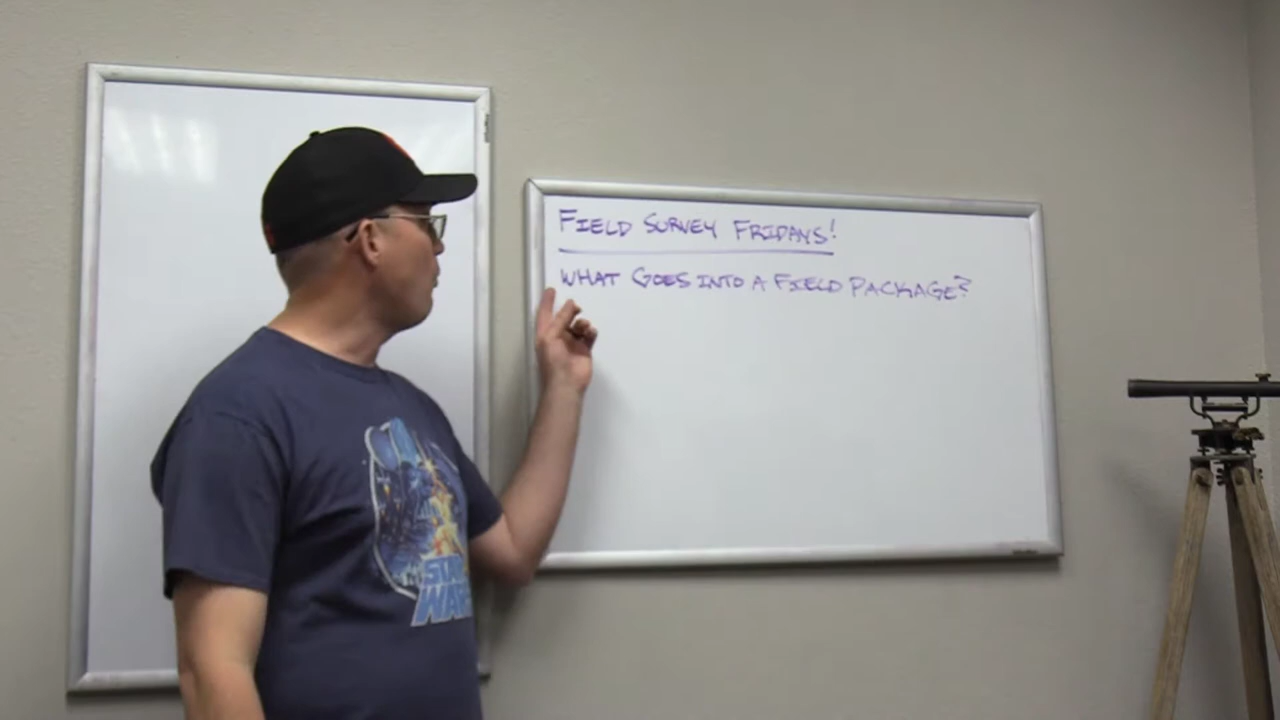 FIELD SURVEY FRIDAYS!
WHAT GOES INTO A FIELD PACKAGE?
STAR
WARS